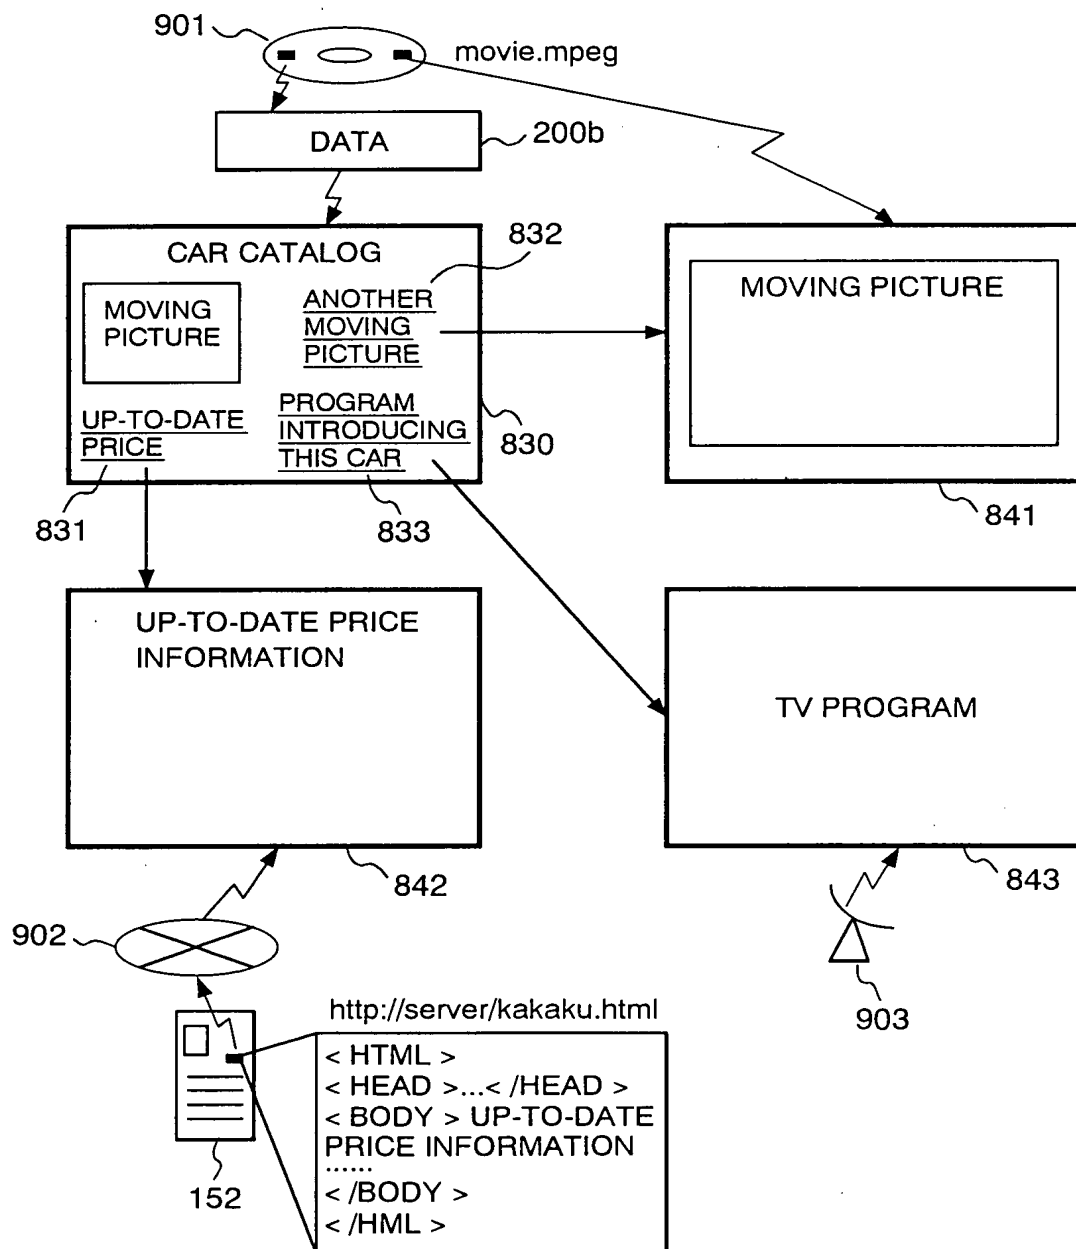 901
movie.mpeg
DATA
200b
CAR CATALOG
832
MOVING
PICTURE
ANOTHER
MOVING
PICTURE
MOVING PICTURE
UP-TO-DATE
PRICE
PROGRAM
INTRODUCING
THIS CAR
830
831
833
841
UP-TO-DATE PRICE
INFORMATION
TV PROGRAM
842
843
902
903
http://server/kakaku.html
< HTML >
< HEAD >...< /HEAD >
< BODY > UP-TO-DATE
PRICE INFORMATION
......
< /BODY >
< /HML >
152